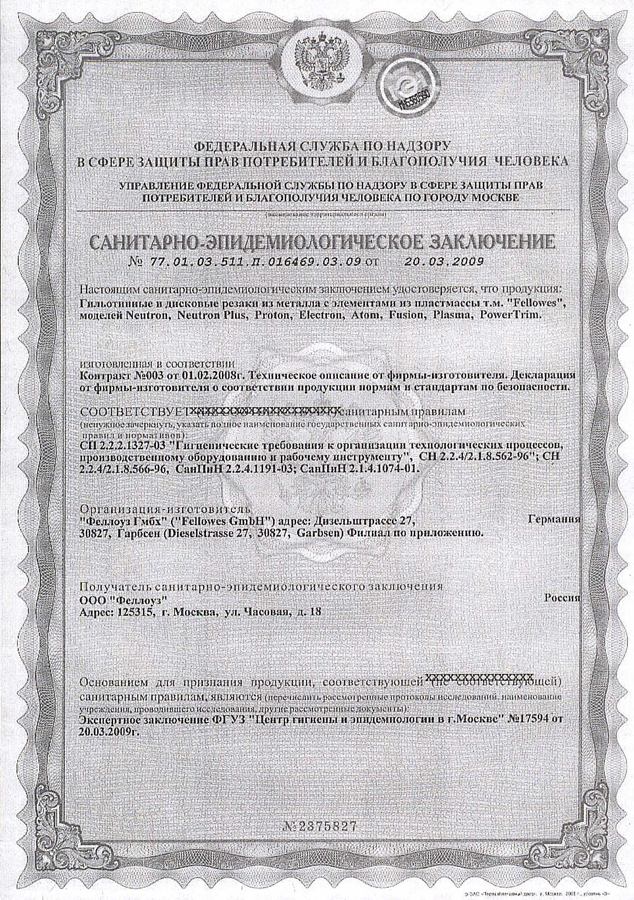 ФЕДЕРАЛЬНАЯ СЛУЖБА ПО НАДЗОРУ
В СФЕРЕ ЗАЩИТЫ ПРАВ ПОТРЕБИТЕЛЕЙ И БЛАГОПОЛУЧИЯ ЧЕЛОВЕКА
УПРАВЛЕНИЕ ФЕДЕРАЛЬНОЙ СЛУЖБЫ ПО НАДЗОРУ В СФЕРЕ ЗАЩИТЫ ПРАВ
ПОТРЕБИТЕЛЕЙ И БЛАГОПОЛУЧИЯ ЧЕЛОВЕКА ПО ГОРОДУ МОСКВЕ
(наименование территориального органа)
САНИТАРНО-ЭПИДЕМИОЛОГИЧЕСКОЕ ЗАКЛЮЧЕНИЕ
№ 77.01.03.511.П.016469.03.09 от 20.03.2009
Настоящим санитарно-эпидемиологическим заключением удостоверяется, что продукция:
Гильотинные и дисковые резаки из металла с элементами из пластмассы т.м. "Fellowes",
моделей Neutron, Neutron Plus, Proton, Electron, Atom, Fusion, Plasma, PowerTrim.
изготовленная в соответствии
Контракт №003 от 01.02.2008г. Техническое описание от фирмы-изготовителя. Декларация
от фирмы-изготовителя о соответствии продукции нормам и стандартам по безопасности.
СООТВЕТСТВУЕТ санитарным правилам
(ненужное зачеркнуть, указать полное наименование государственных санитарно-эпидемиологических
правил и нормативов):
СП 2.2.2.1327-03 "Гигиенические требования к организации технологических процессов,
производственному оборудованию и рабочему инструменту", СН 2.2.4/2.1.8.562-96"; СН
2.2.4/2.1.8.566-96, СанПиН 2.2.4.1191-03; СанПиН 2.1.4.1074-01.
Организация-изготовитель
"Феллоуз Гмбх" ("Fellowes GmbH") адрес: Дизельштрассе 27, Германия
30827, Гарбсен (Dieselstrasse 27, 30827, Garbsen) Филиал по приложению.
Получатель санитарно-эпидемиологического заключения
ООО "Феллоуз" Россия
Адрес: 125315, г. Москва, ул. Часовая, д. 18
Основанием для признания продукции, соответствующей (не соответствующей)
санитарным правилам, являются (перечислить рассмотренные протоколы исследований, наименование
учреждения, проводившего исследования, другие рассмотренные документы):
Экспертное заключение ФГУЗ "Центр гигиены и эпидемиологии в г.Москве" №17594 от
20.03.2009г.
№2375827